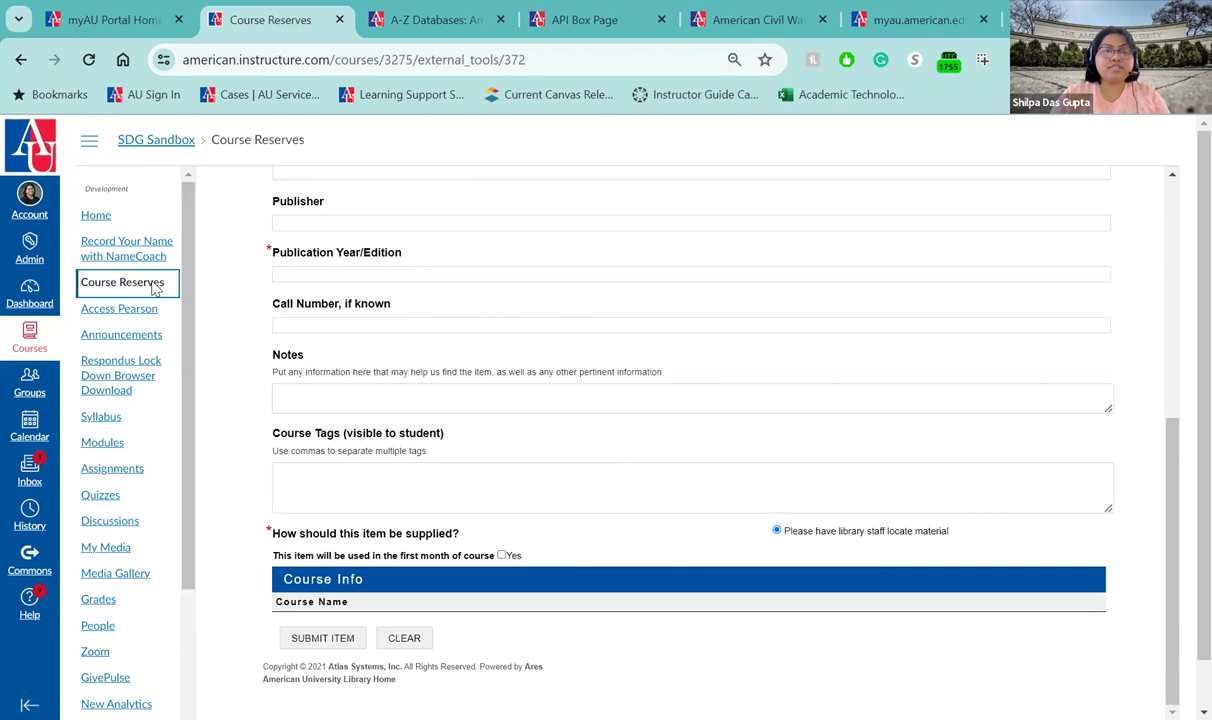 myAU Portal Home
Course Reserves
A-Z Databases: Am
API Box Page
American Civil War
myau.american.ed
american.instructure.com/courses/3275/external_tools/372
1755
Bookmarks
AU Sign In
Cases | AU Service...
Learning Support S...
Current Canvas Rele...
Instructor Guide Ca...
Academic Technolo...
Shilpa Das Gupta
AU
SDG Sandbox > Course Reserves
Account
Admin
Dashboard
Courses
Groups
Calendar
Inbox
History
Commons
Help
Development
Home
Record Your Name
with NameCoach
Course Reserves
Access Pearson
Announcements
Respondus Lock
Down Browser
Download
Syllabus
Modules
Assignments
Quizzes
Discussions
My Media
Media Gallery
Grades
People
Zoom
GivePulse
New Analytics
Publisher
*Publication Year/Edition
Call Number, if known
Notes
Put any information here that may help us find the item, as well as any other pertinent information.
Course Tags (visible to student)
Use commas to separate multiple tags.
*How should this item be supplied?
Please have library staff locate material
This item will be used in the first month of course Yes
Course Info
Course Name
SUBMIT ITEM
CLEAR
Copyright © 2021 Atlas Systems, Inc. All Rights Reserved. Powered by Ares
American University Library Home